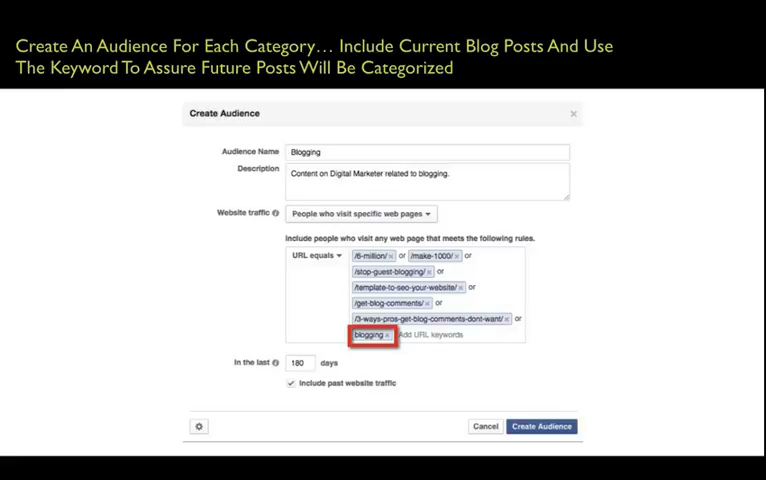 Create An Audience For Each Category... Include Current Blog Posts And Use
The Keyword To Assure Future Posts Will Be Categorized
Create Audience ×
Audience Name Blogging
Description Content on Digital Marketer related to blogging.
Website traffic People who visit specific web pages
Include people who visit any web page that meets the following rules.
URL equals /6-million/ × or /make-1000/ × or
/stop-guest-blogging/ × or
/template-to-seo-your-website/ × or
/get-blog-comments/ × or
/3-ways-pros-get-blog-comments-dont-want/ × or
blogging × Add URL keywords
In the last 180 days
Include past website traffic
Cancel Create Audience